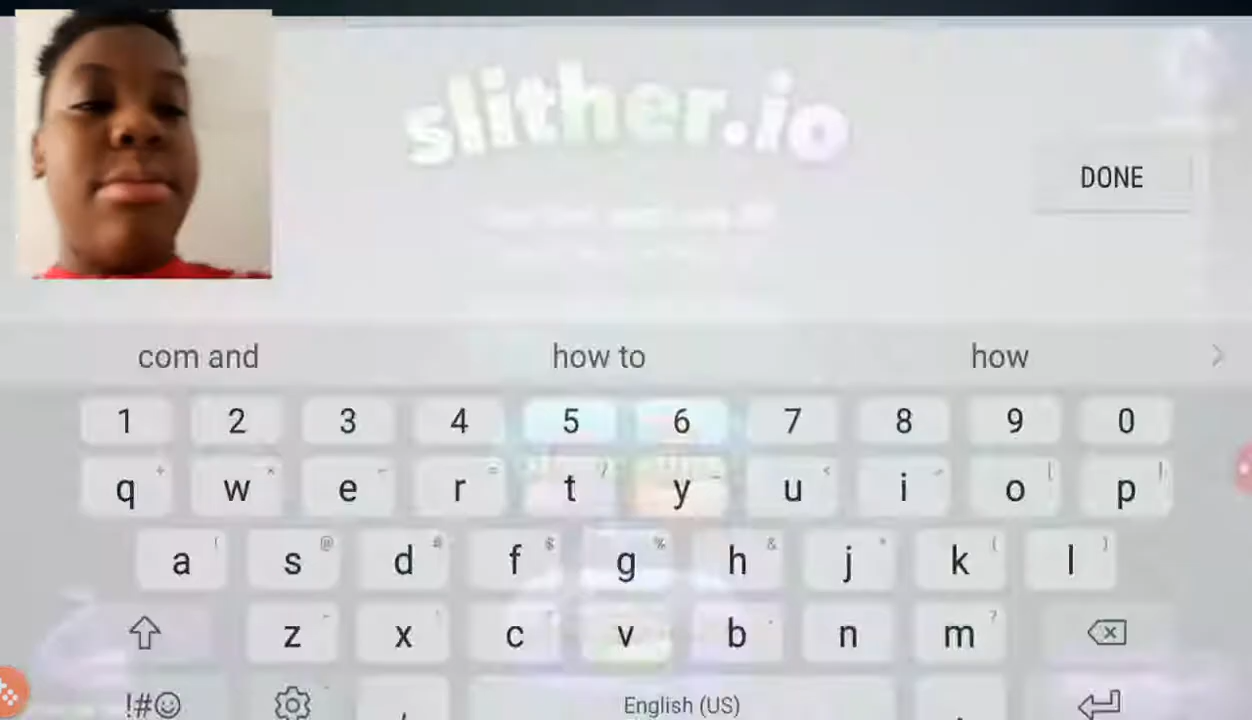 slither.io
DONE
com and how to how
1 2 3 4 5 6 7 8 9 0
q w e r t y u i o p
a s d f g h j k l
z x c v b n m
!#☺ , English (US) .